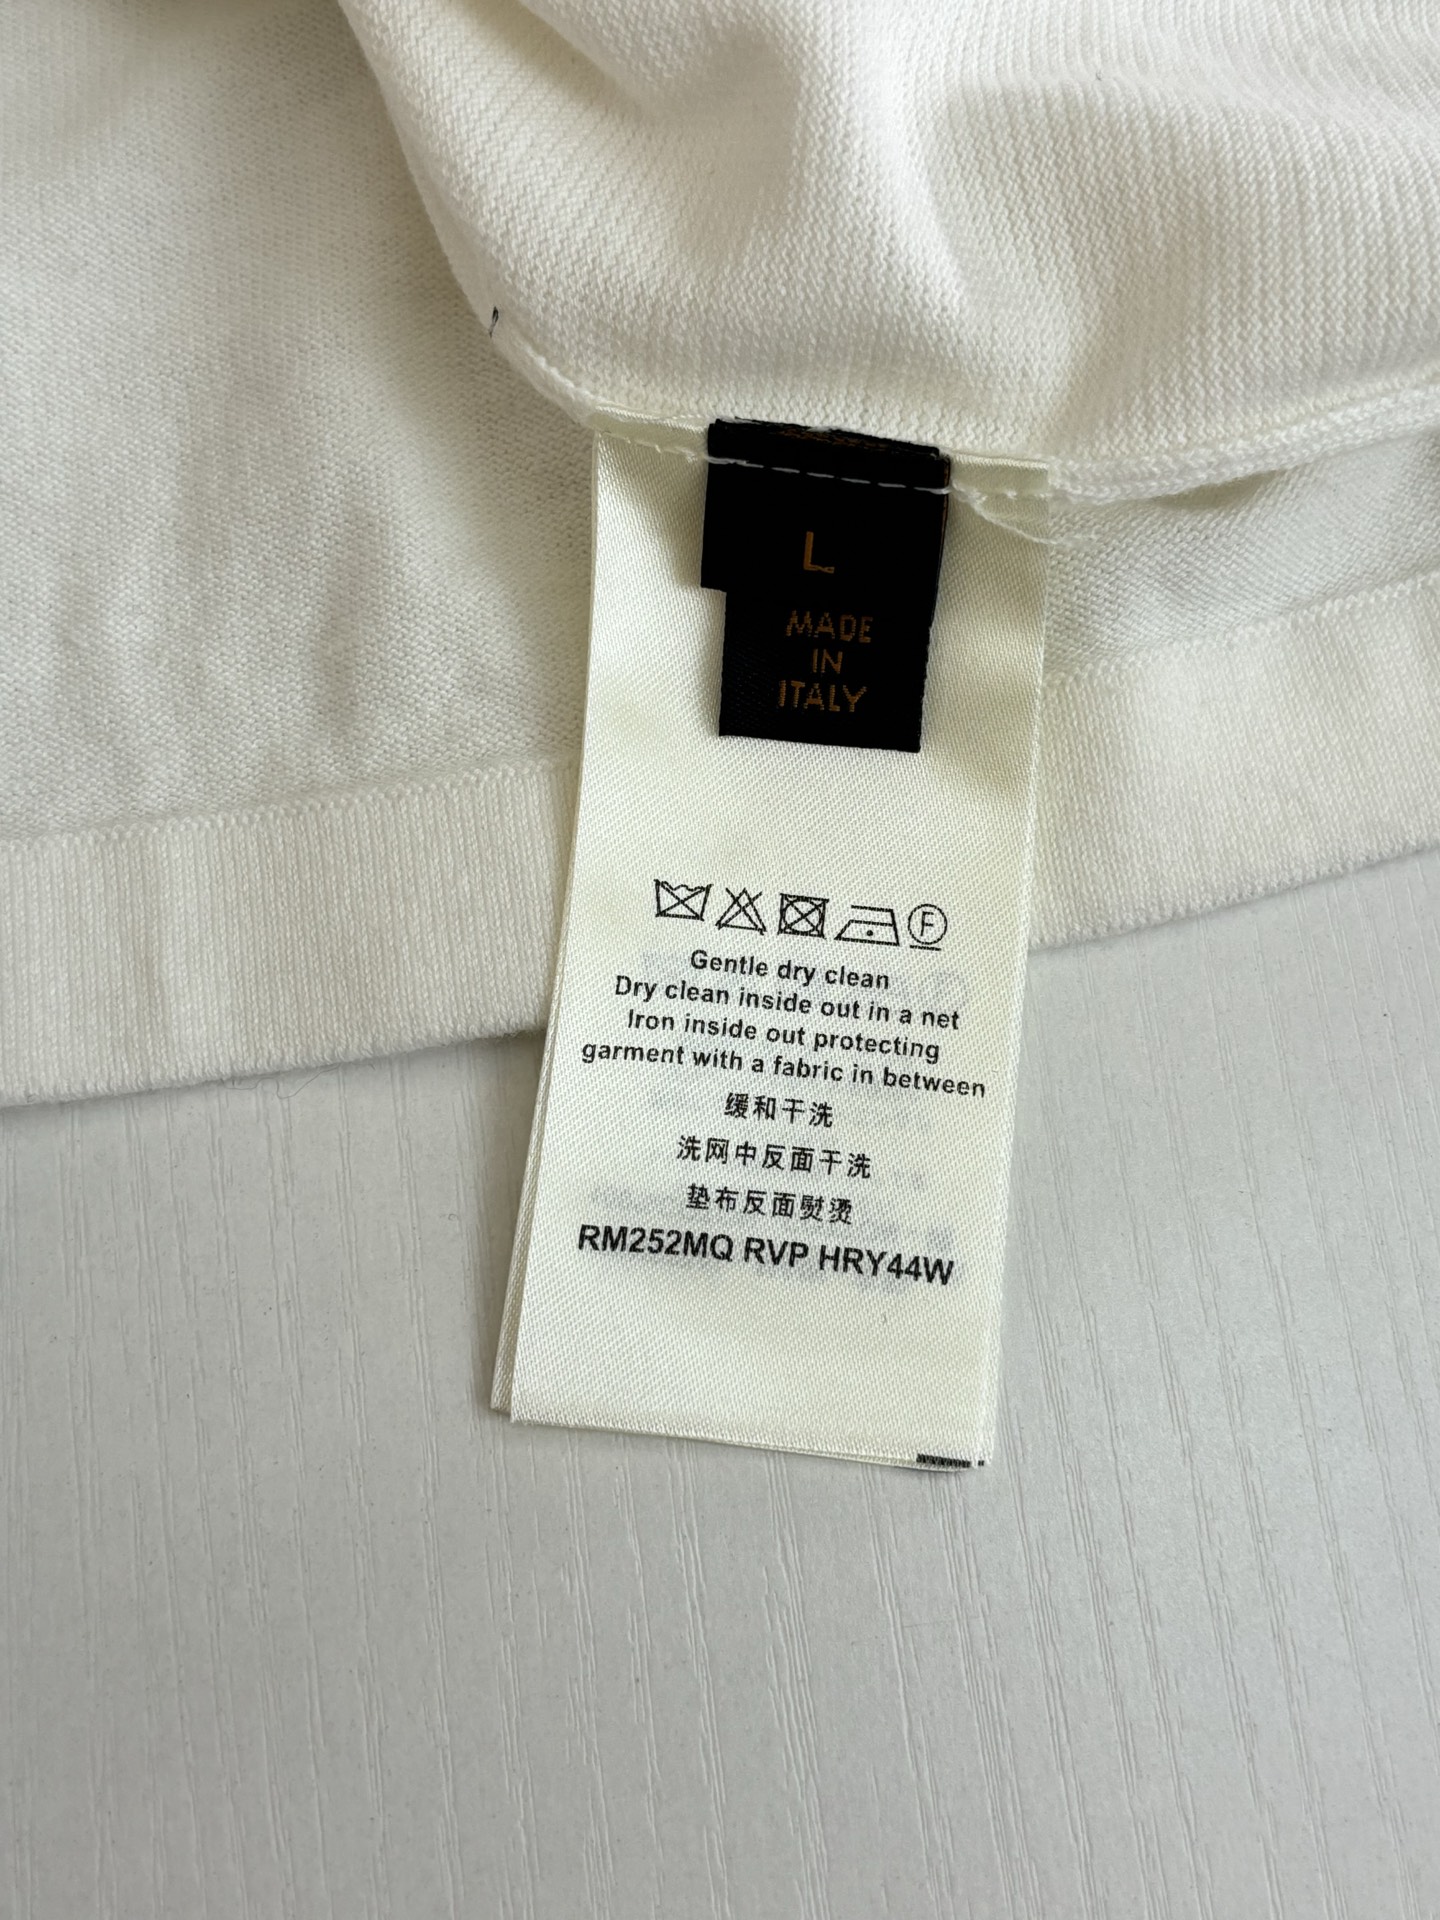 L
MADE
IN
ITALY
F
Gentle dry clean
Dry clean inside out in a net
Iron inside out protecting
garment with a fabric in between
缓和干洗
洗网中反面干洗
垫布反面熨烫
RM252MQ RVP HRY44W